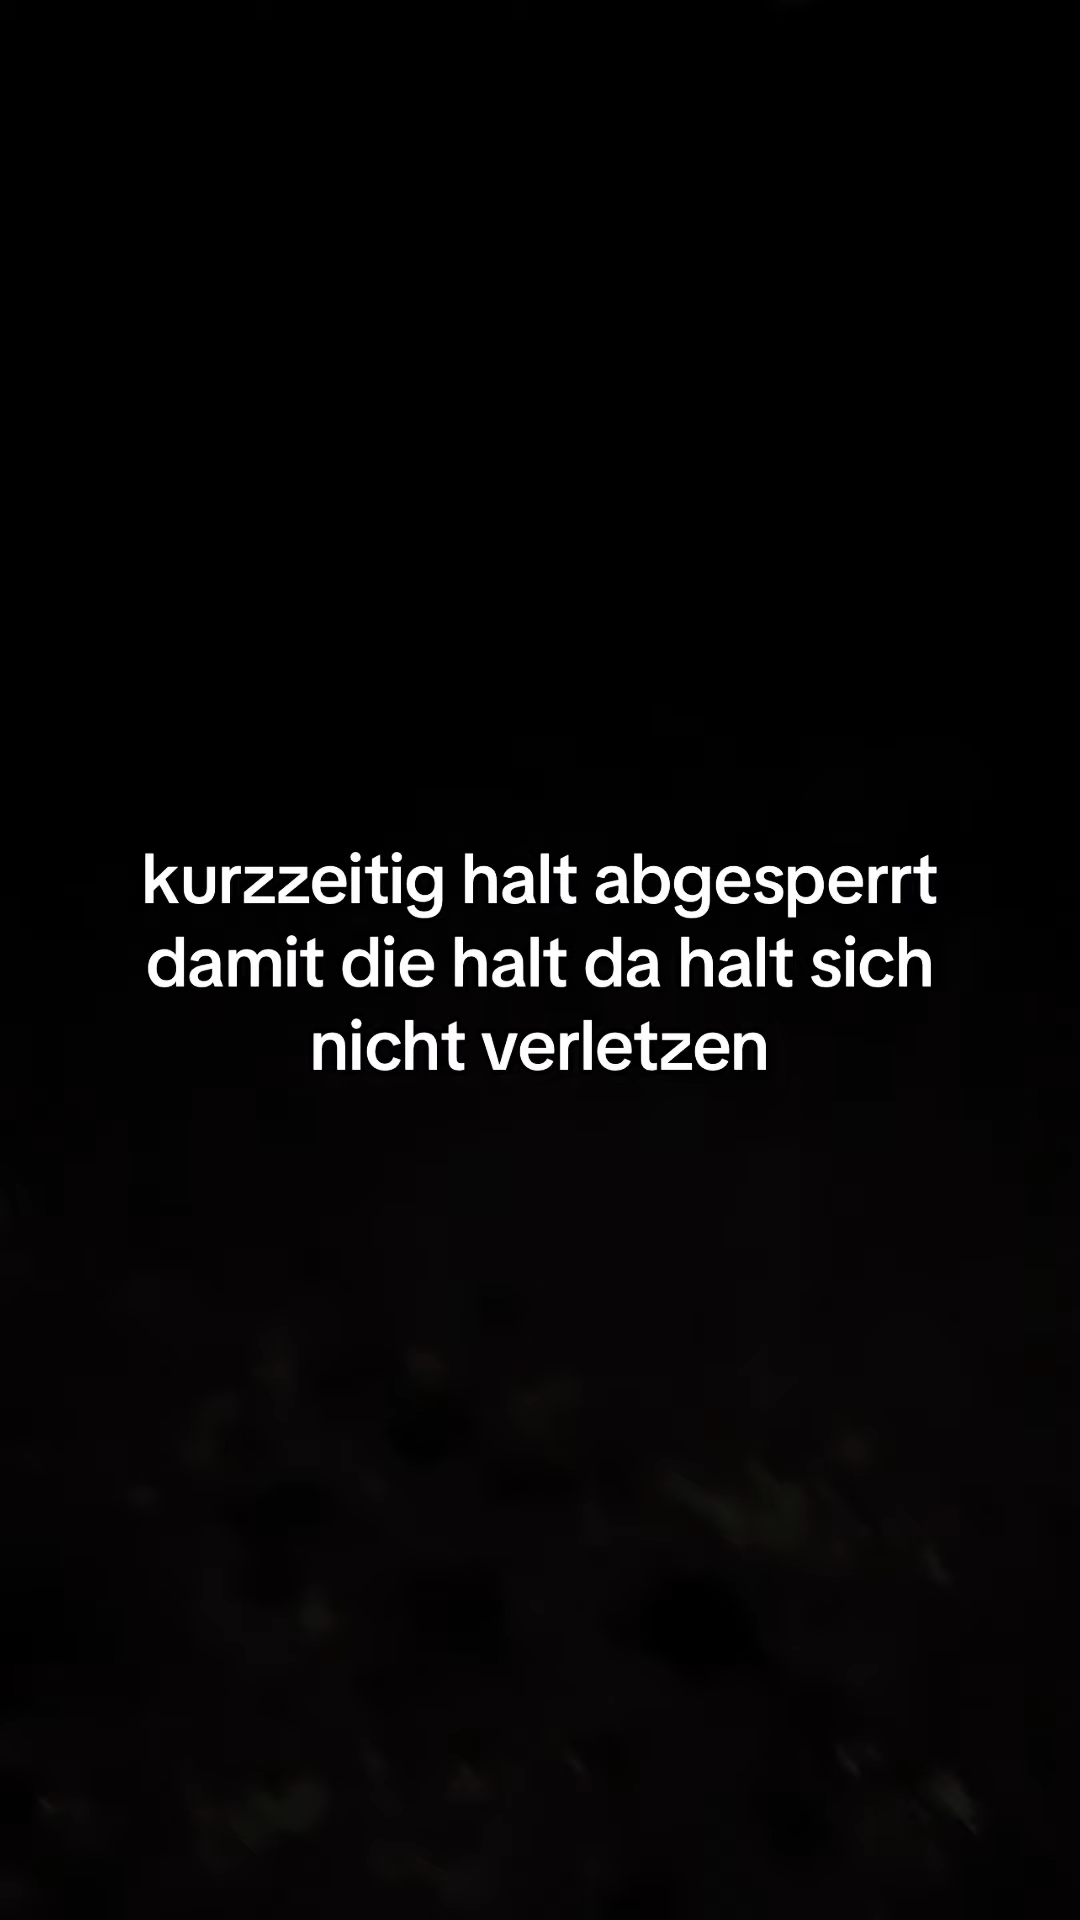 kurzzeitig halt abgesperrt
damit die halt da halt sich
nicht verletzen